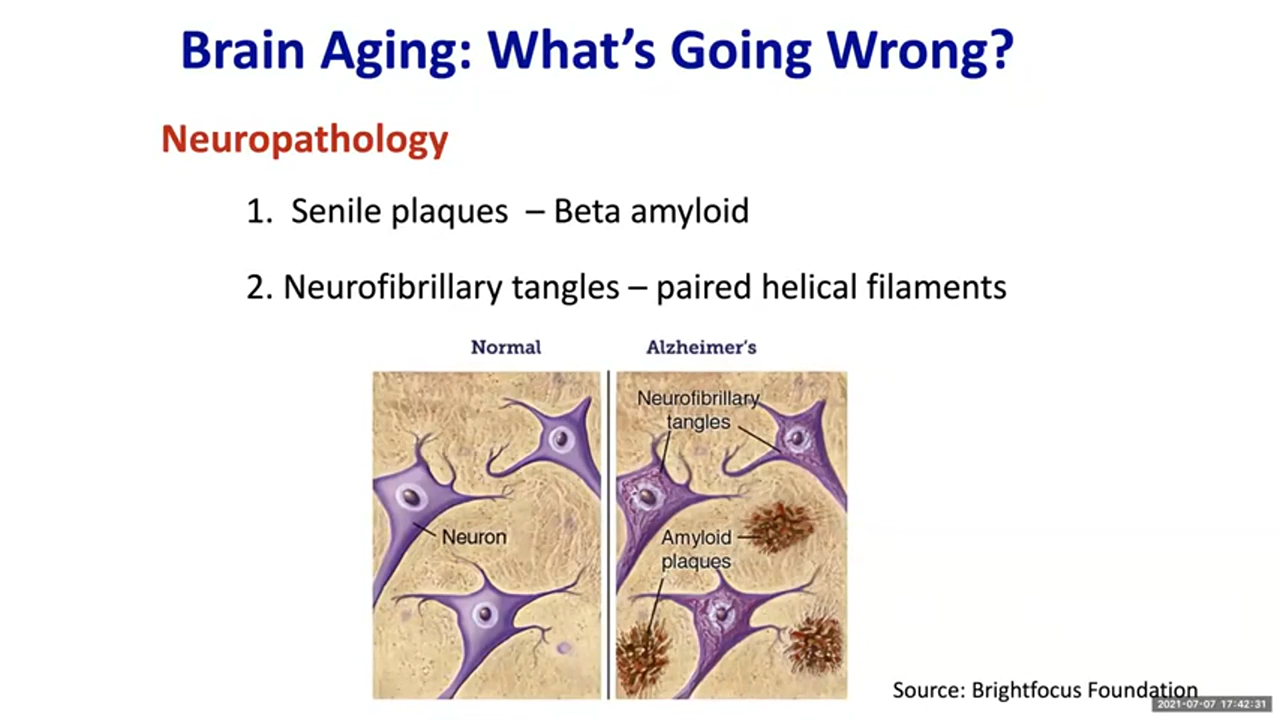 Brain Aging: What's Going Wrong?
Neuropathology
1. Senile plaques – Beta amyloid
2. Neurofibrillary tangles – paired helical filaments
Normal
Alzheimer's
Neurofibrillary
tangles
Neuron
Amyloid
plaques
Source: Brightfocus Foundation
2021-07-07 17:42:31